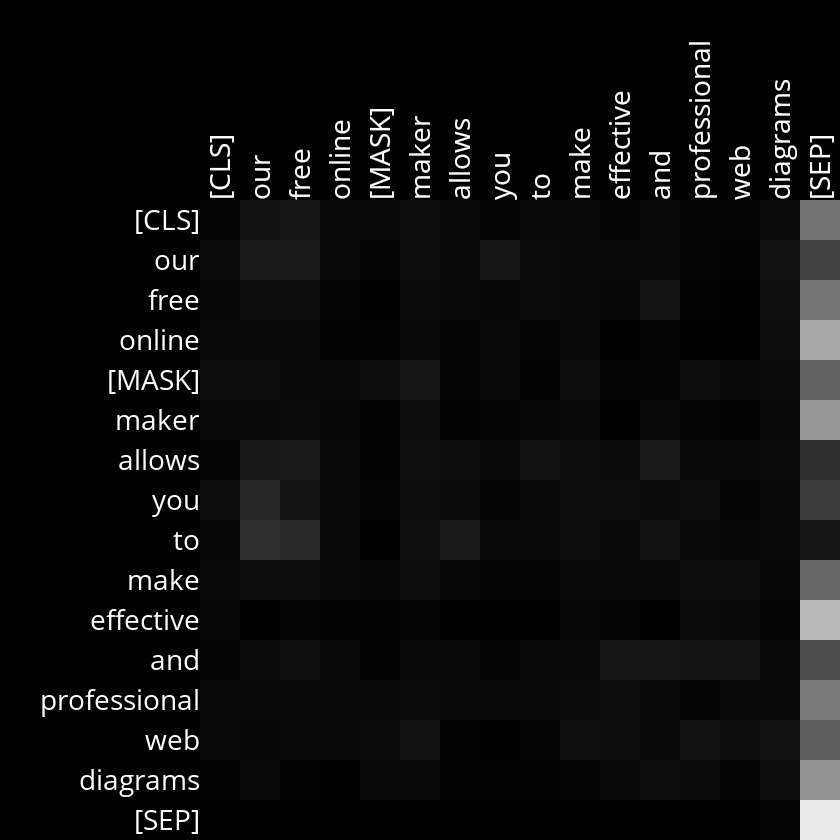 [CLS] our free online [MASK] maker allows you to make effective and professional web diagrams [SEP]
[CLS]
our
free
online
[MASK]
maker
allows
you
to
make
effective
and
professional
web
diagrams
[SEP]